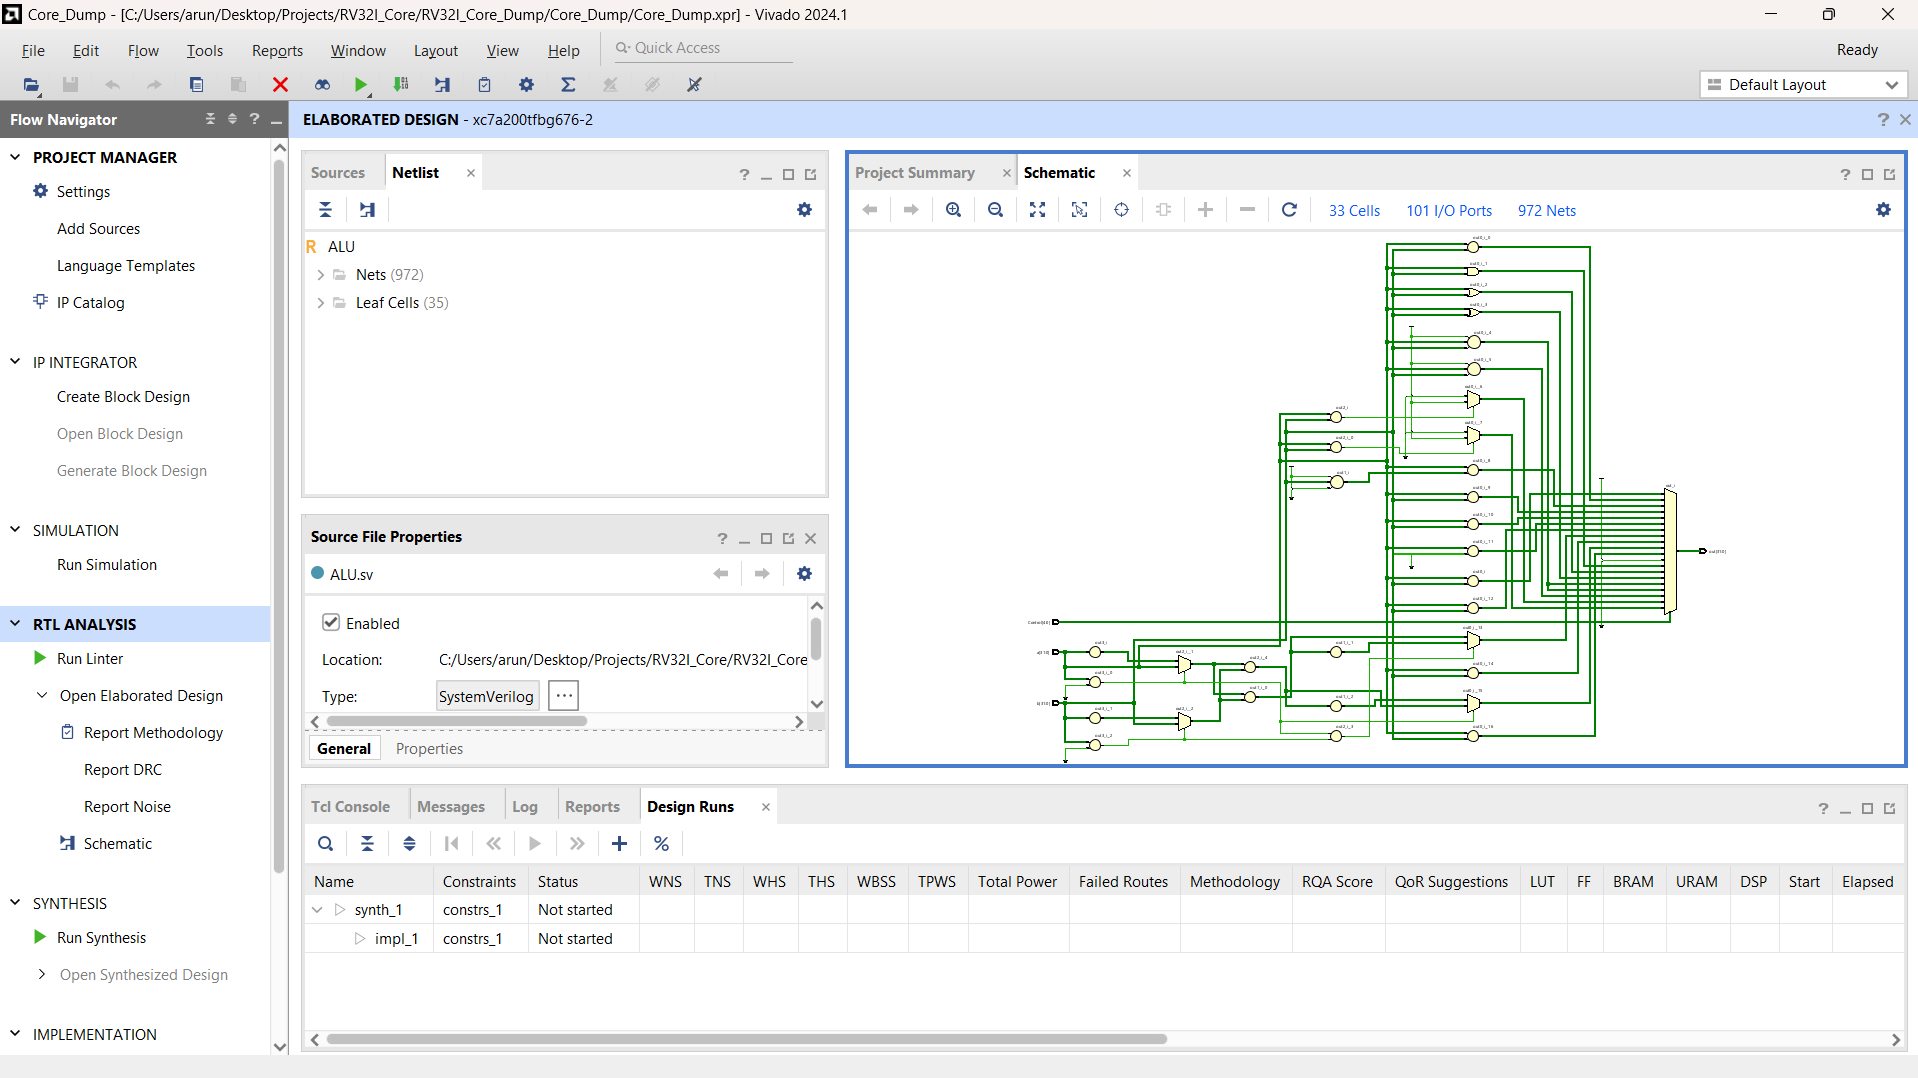 Core_Dump - [C:/Users/arun/Desktop/Projects/RV32I_Core/RV32I_Core_Dump/Core_Dump/Core_Dump.xpr] - Vivado 2024.1
File Edit Flow Tools Reports Window Layout View Help Quick Access
Ready
Default Layout
Flow Navigator
PROJECT MANAGER
Settings
Add Sources
Language Templates
IP Catalog
IP INTEGRATOR
Create Block Design
Open Block Design
Generate Block Design
SIMULATION
Run Simulation
RTL ANALYSIS
Run Linter
Open Elaborated Design
Report Methodology
Report DRC
Report Noise
Schematic
SYNTHESIS
Run Synthesis
Open Synthesized Design
IMPLEMENTATION
ELABORATED DESIGN - xc7a200tfbg676-2
Sources Netlist
ALU
Nets (972)
Leaf Cells (35)
Source File Properties
ALU.sv
Enabled
Location: C:/Users/arun/Desktop/Projects/RV32I_Core/RV32I_Core
Type: SystemVerilog
General Properties
Project Summary Schematic
33 Cells 101 I/O Ports 972 Nets
Tcl Console Messages Log Reports Design Runs
Name Constraints Status WNS TNS WHS THS WBSS TPWS Total Power Failed Routes Methodology RQA Score QoR Suggestions LUT FF BRAM URAM DSP Start Elapsed
synth_1 constrs_1 Not started
impl_1 constrs_1 Not started